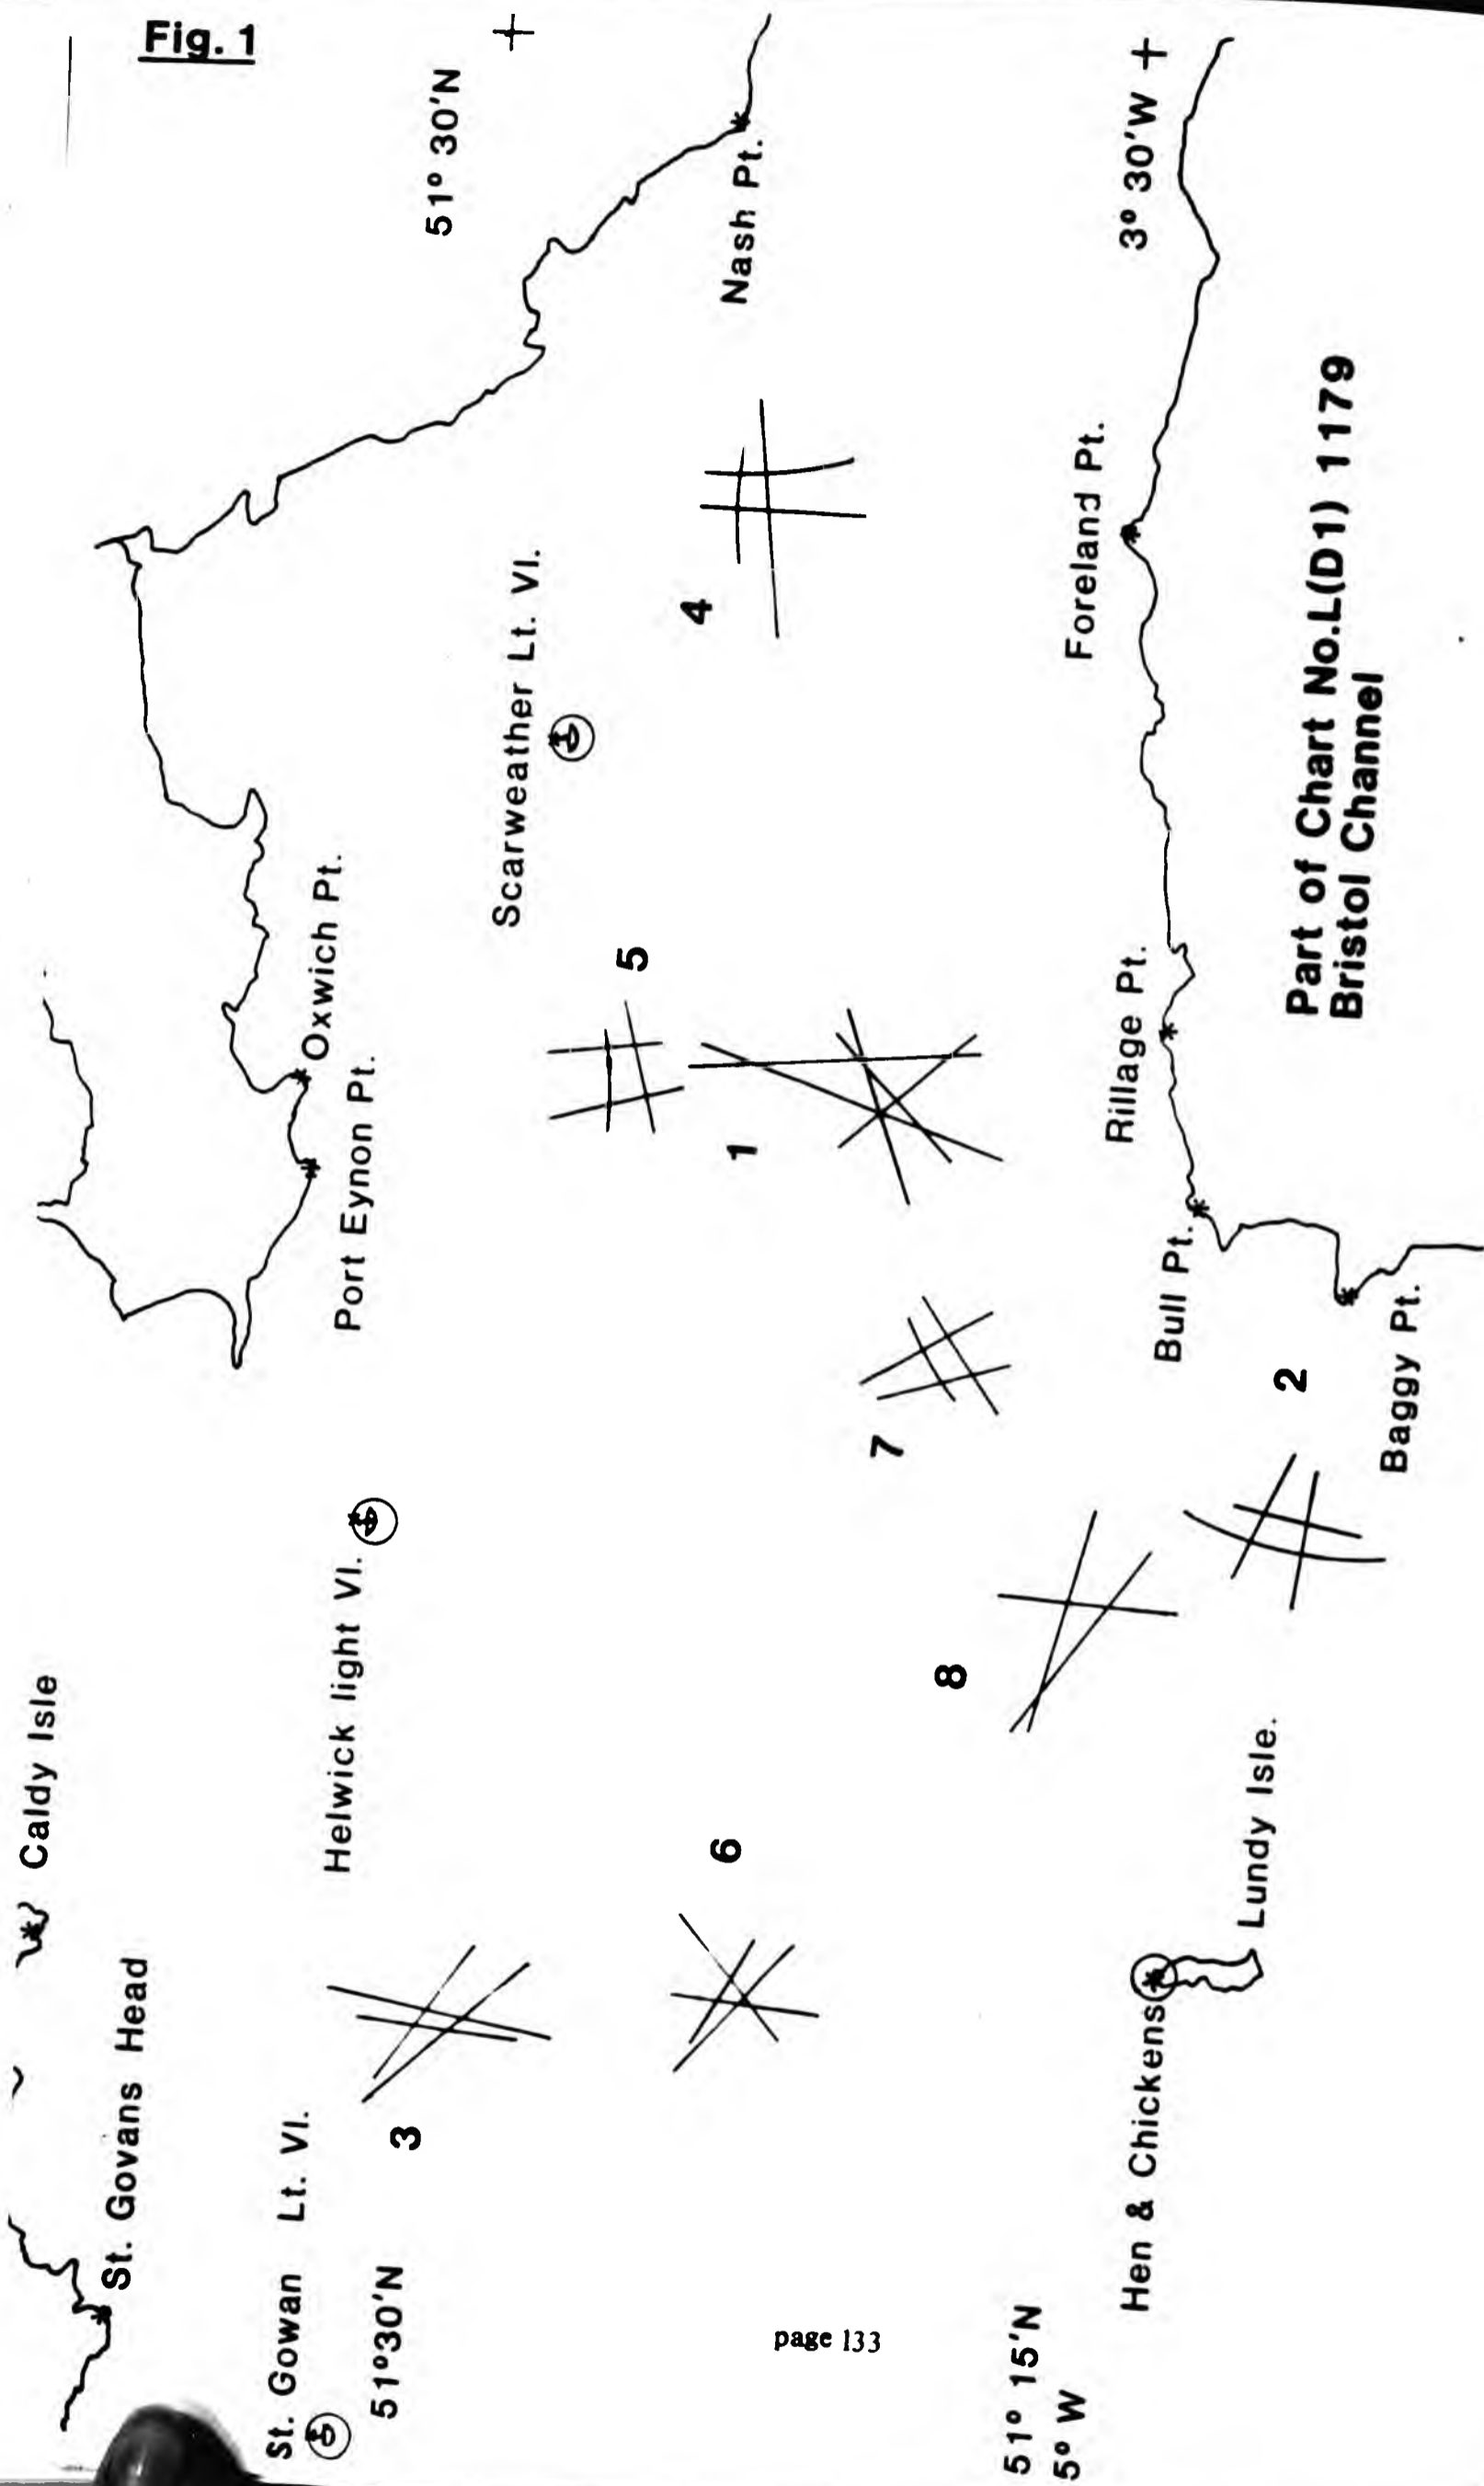 Fig. 1
Caldy Isle
St. Govans Head
St. Gowan Lt. Vl.
51°30'N
Helwick light Vl.
Port Eynon Pt.
Oxwich Pt.
Scarweather Lt. Vl.
51° 30'N
Nash Pt.
3
6
5
1
4
7
8
2
51° 15'N
5° W
Hen & Chickens
Lundy Isle.
Baggy Pt.
Bull Pt.
Rillage Pt.
Foreland Pt.
3° 30'W
Part of Chart No.L(D1) 1179
Bristol Channel
page 133